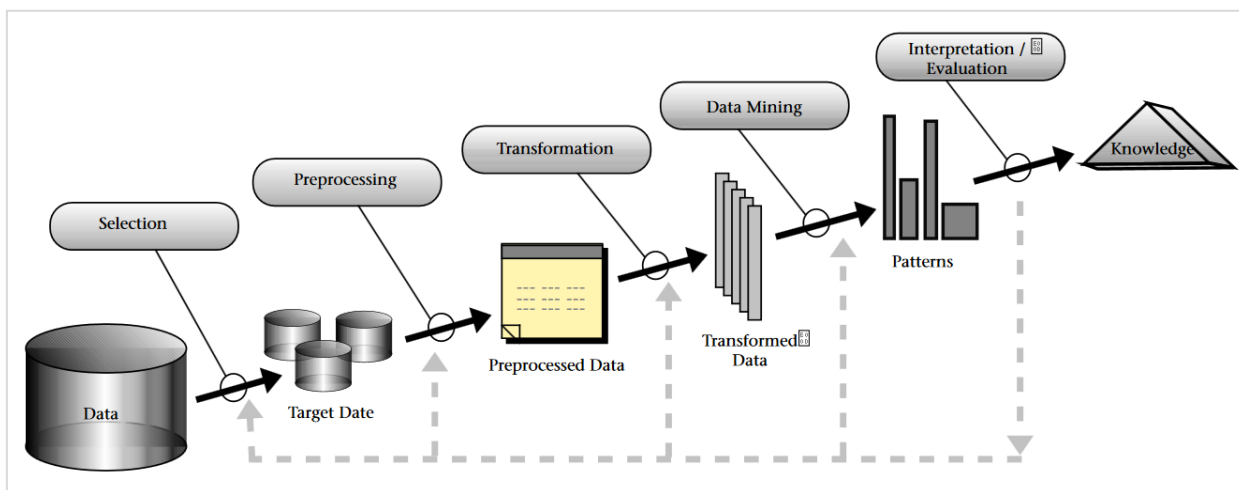 Interpretation /
Evaluation
Data Mining
Knowledge
Transformation
Preprocessing
Selection
Patterns
Transformed
Data
Preprocessed Data
Target Date
Data